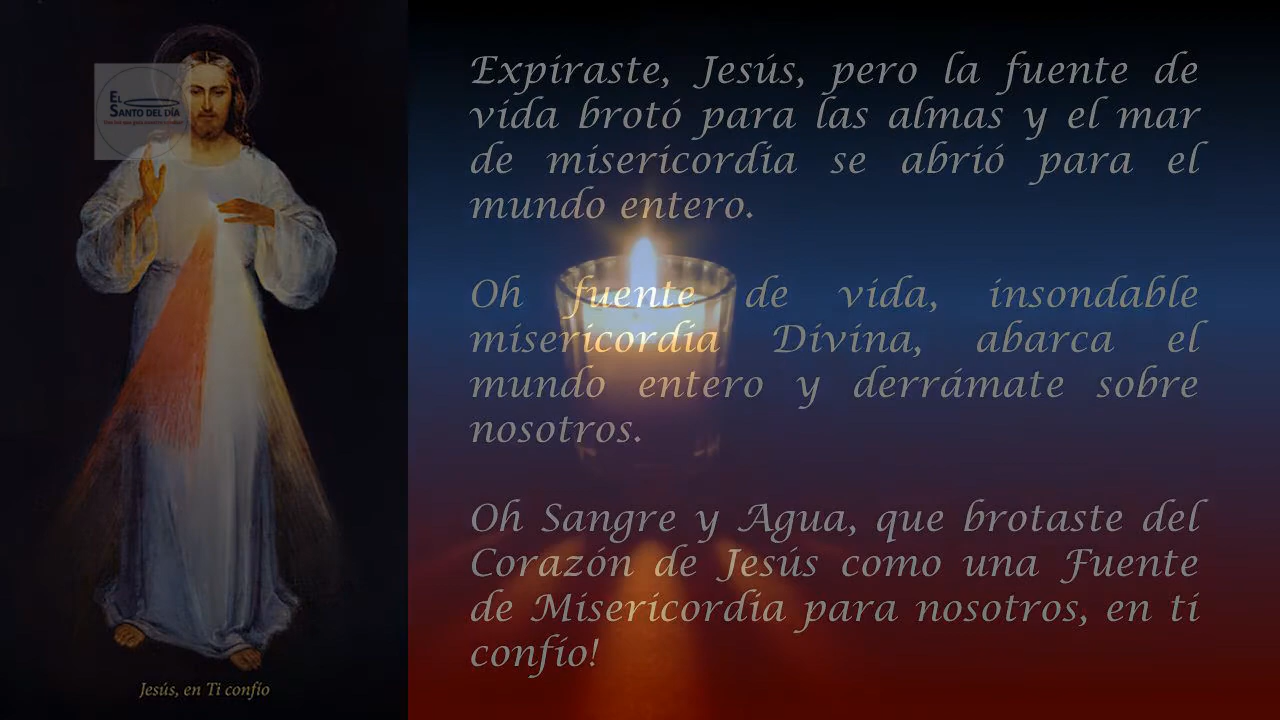 EL
SANTO DEL DÍA
Expiraste, Jesús, pero la fuente de
vida brotó para las almas y el mar
de misericordia se abrió para el
mundo entero.
Oh fuente de vida, insondable
misericordia Divina, abarca el
mundo entero y derrámate sobre
nosotros.
Oh Sangre y Agua, que brotaste del
Corazón de Jesús como una Fuente
de Misericordia para nosotros, en ti
confío!
Jesús, en Ti confío